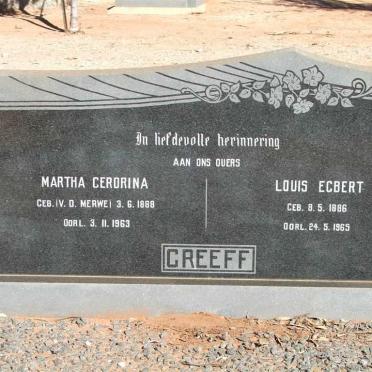 In liefdevolle herinnering
AAN ONS OUERS
MARTHA GERDRINA
GEB. (V. D. MERWE) 3. 6. 1888
OORL. 3. 11. 1963
LOUIS EGBERT
GEB. 8. 5. 1886
OORL. 24. 5. 1965
GREEFF